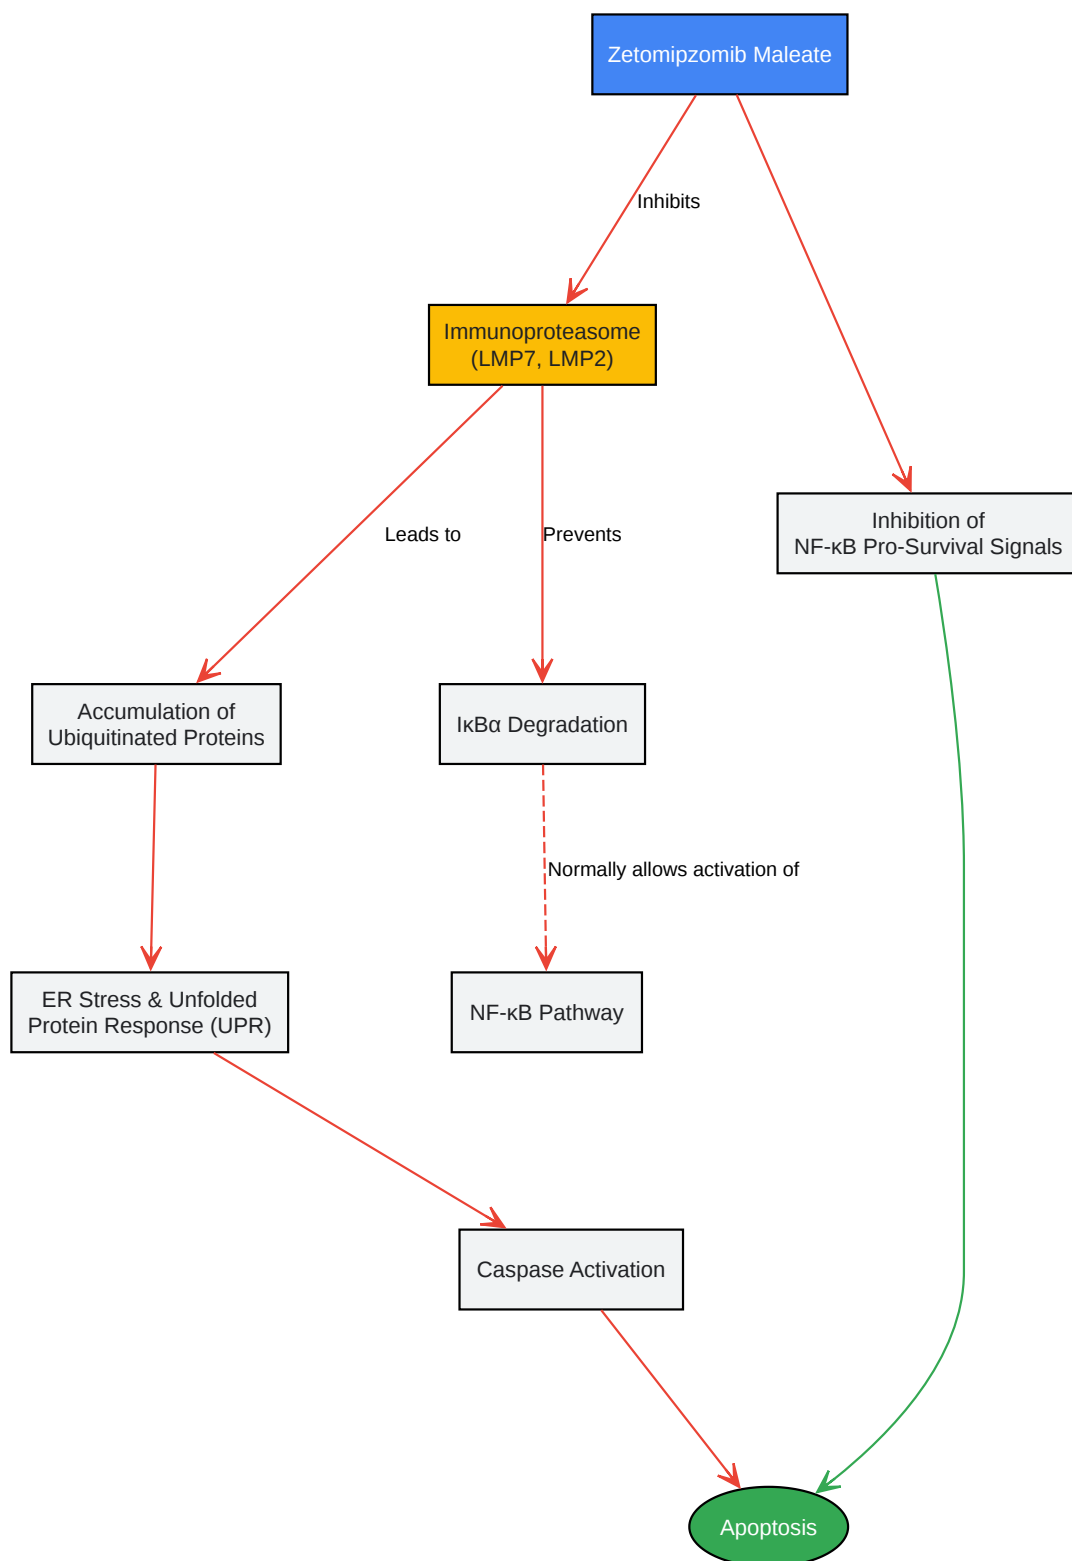 Zetomipzomib Maleate
Inhibits
Immunoproteasome
(LMP7, LMP2)
Inhibition of
NF-κB Pro-Survival Signals
Leads to
Prevents
Accumulation of
Ubiquitinated Proteins
IκBα Degradation
Normally allows activation of
ER Stress & Unfolded
Protein Response (UPR)
NF-κB Pathway
Caspase Activation
Apoptosis